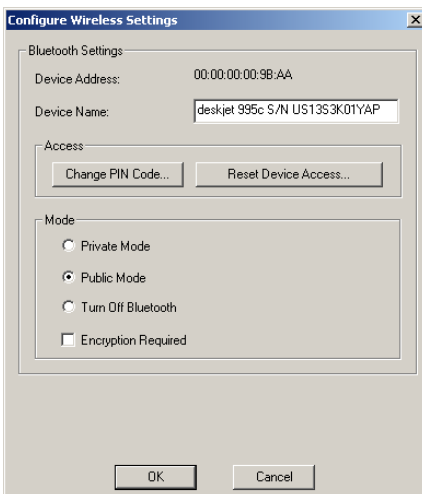 Configure Wireless Settings
Bluetooth Settings
Device Address: 00:00:00:00:9B:AA
Device Name: deskjet 995c S/N US13S3K01YAP
Access
Change PIN Code... Reset Device Access...
Mode
Private Mode
Public Mode
Turn Off Bluetooth
Encryption Required
OK Cancel